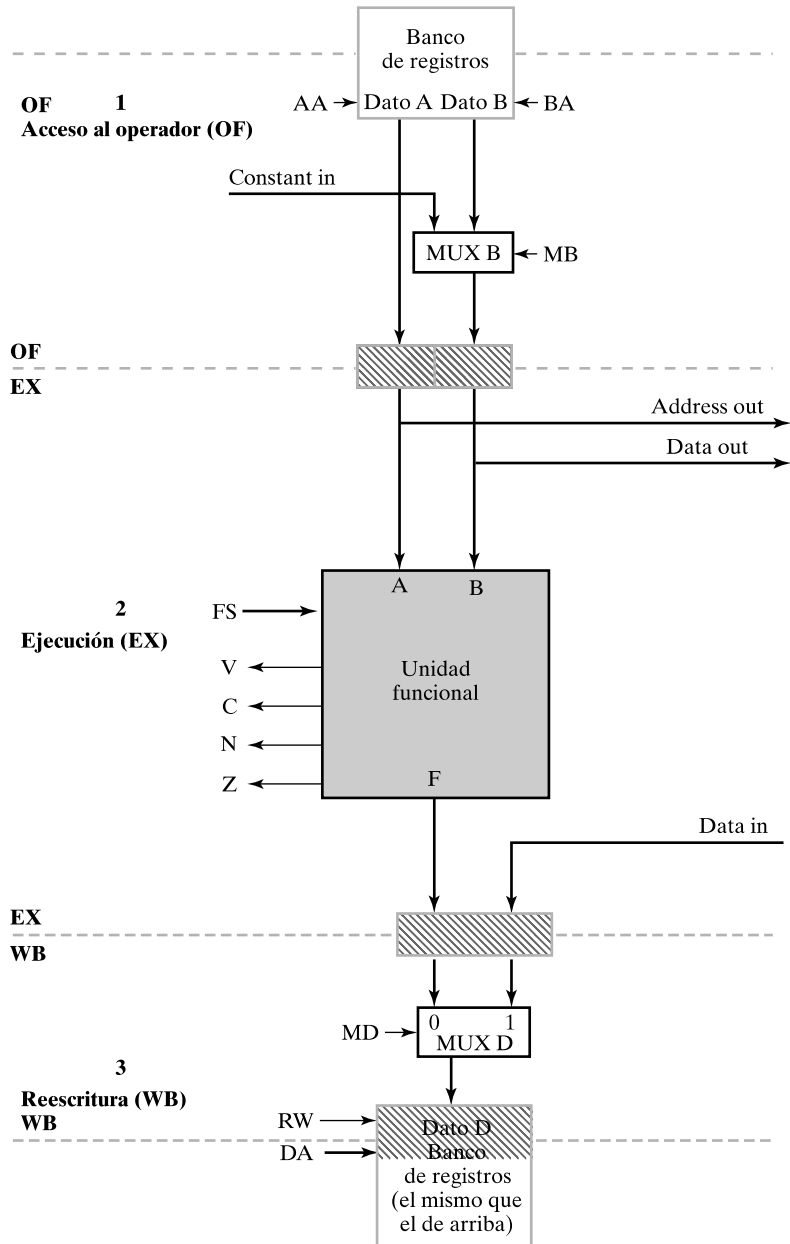 Banco
de registros
AA Dato A Dato B BA
OF 1
Acceso al operador (OF)
Constant in
MUX B MB
OF
EX
Address out
Data out
A B
2
Ejecución (EX)
FS
V
C
N
Z
Unidad
funcional
F
Data in
EX
WB
0 1
MD MUX D
3
Reescritura (WB)
WB
RW
DA
Dato D
Banco
de registros
(el mismo que
el de arriba)